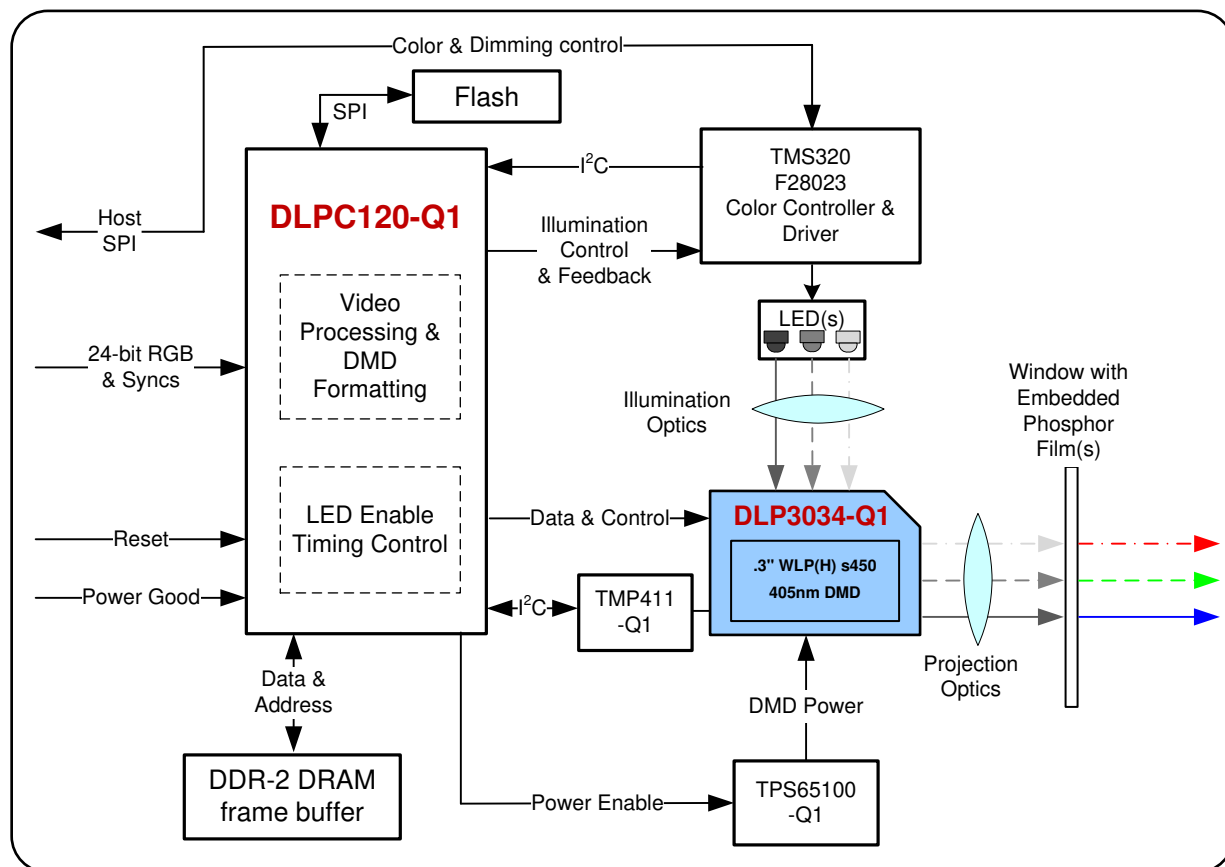 Color & Dimming control
Flash
SPI
TMS320
F28023
Color Controller &
Driver
I²C
DLPC120-Q1
Host
SPI
Illumination
Control
& Feedback
Video
Processing &
DMD
Formatting
LED(s)
24-bit RGB
& Syncs
Illumination
Optics
Window with
Embedded
Phosphor
Film(s)
LED Enable
Timing Control
Data & Control
DLP3034-Q1
.3" WLP(H) s450
405nm DMD
Reset
Power Good
I²C
TMP411
-Q1
Projection
Optics
Data &
Address
DMD Power
DDR-2 DRAM
frame buffer
Power Enable
TPS65100
-Q1